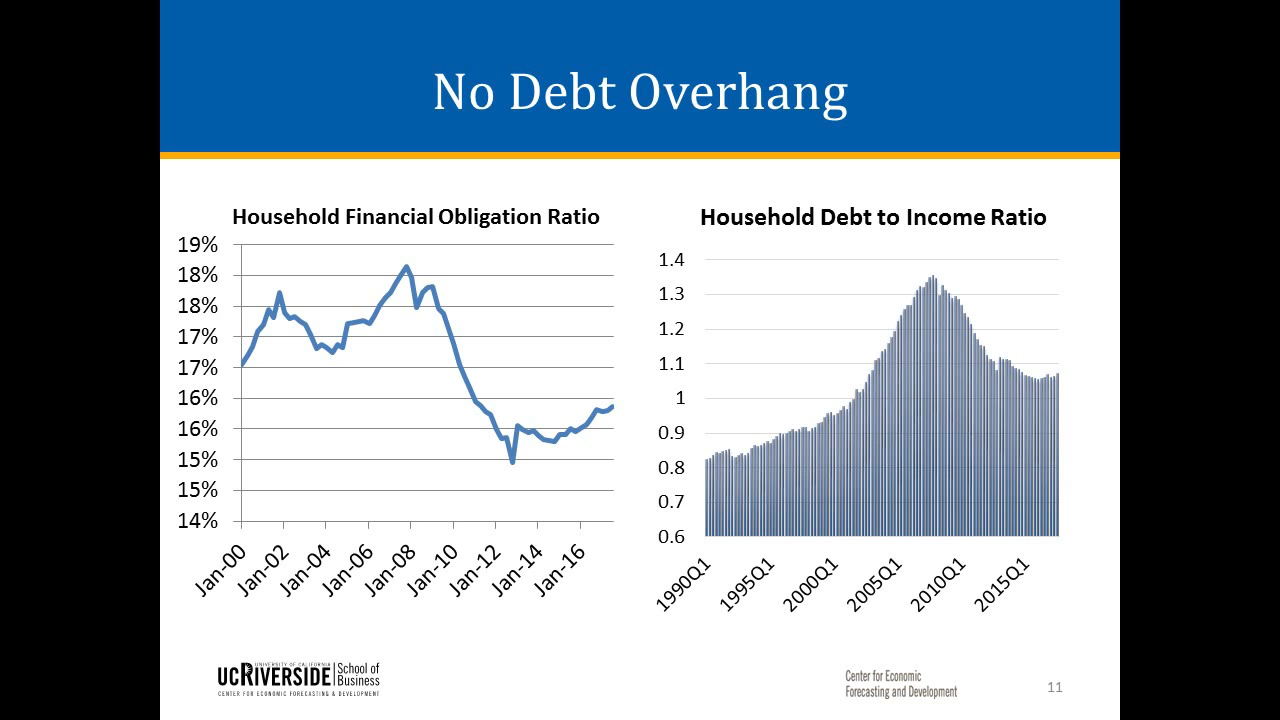 No Debt Overhang
Household Financial Obligation Ratio
19%
18%
18%
17%
17%
16%
16%
15%
15%
14%
Jan-00
Jan-02
Jan-04
Jan-06
Jan-08
Jan-10
Jan-12
Jan-14
Jan-16
Household Debt to Income Ratio
1.4
1.3
1.2
1.1
1
0.9
0.8
0.7
0.6
1990Q1
1995Q1
2000Q1
2005Q1
2010Q1
2015Q1
UNIVERSITY OF CALIFORNIA
UCRIVERSIDE
School of
Business
CENTER FOR ECONOMIC FORECASTING & DEVELOPMENT
Center for Economic
Forecasting and Development
11